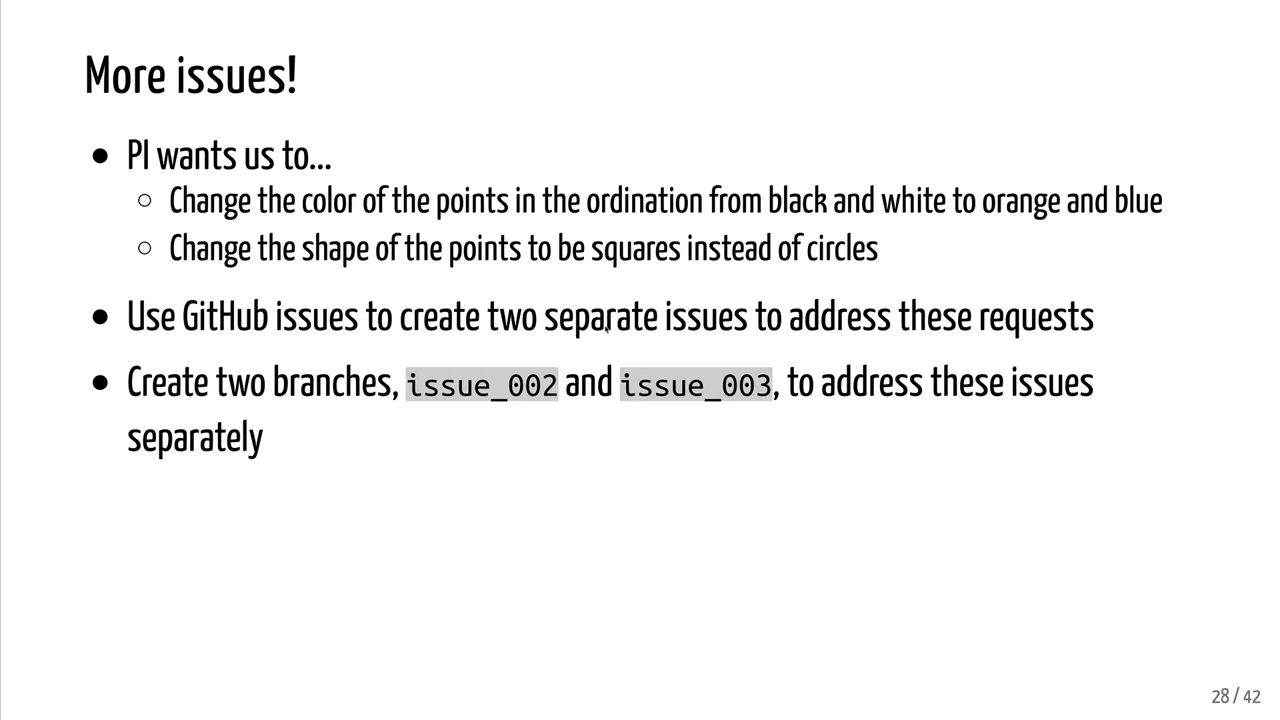 More issues!
• PI wants us to...
○ Change the color of the points in the ordination from black and white to orange and blue
○ Change the shape of the points to be squares instead of circles
• Use GitHub issues to create two separate issues to address these requests
• Create two branches, issue_002 and issue_003, to address these issues
separately
28 / 42